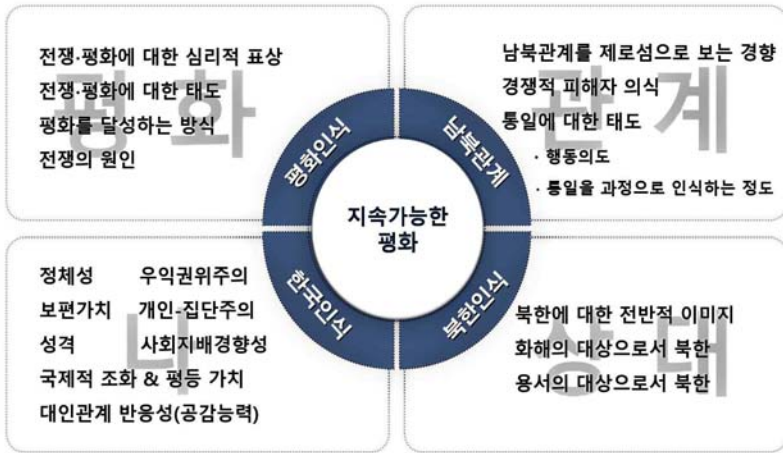 평화
전쟁·평화에 대한 심리적 표상
전쟁·평화에 대한 태도
평화를 달성하는 방식
전쟁의 원인
관계
남북관계를 제로섬으로 보는 경향
경쟁적 피해자 의식
통일에 대한 태도
· 행동의도
· 통일을 과정으로 인식하는 정도
평화인식
남북관계
지속가능한
평화
한국인식
북한인식
나
정체성 우익권위주의
보편가치 개인-집단주의
성격 사회지배경향성
국제적 조화 & 평등 가치
대인관계 반응성(공감능력)
상대
북한에 대한 전반적 이미지
화해의 대상으로서 북한
용서의 대상으로서 북한